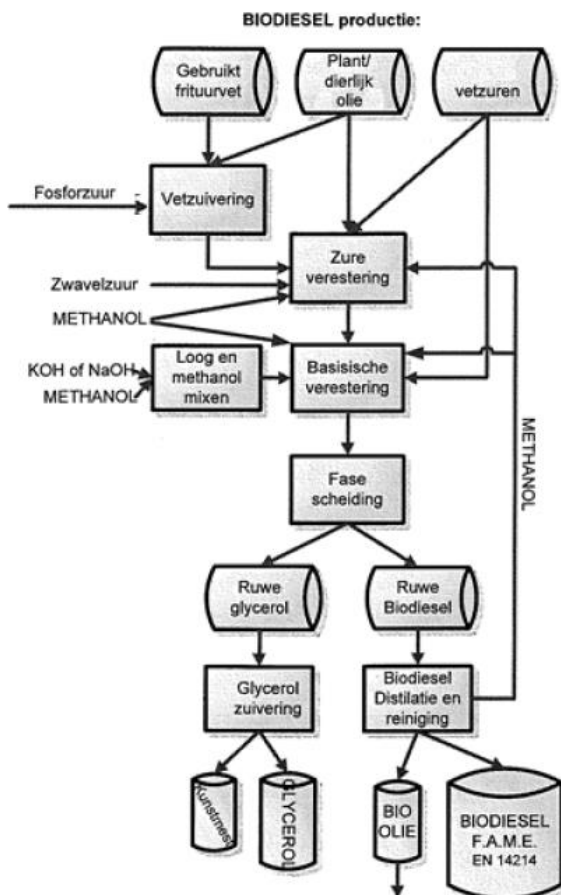 BIODIESEL productie:
Gebruikt
frituurvet
Plant/
dierlijk
olie
vetzuren
Fosforzuur
Vetzuivering
Zure
verestering
Zwavelzuur
METHANOL
KOH of NaOH
METHANOL
Loog en
methanol
mixen
Basisische
verestering
METHANOL
Fase
scheiding
Ruwe
glycerol
Ruwe
Biodiesel
Glycerol
zuivering
Biodiesel
Distilatie en
reiniging
Kunstmest
GLYCEROL
BIO
OLIE
BIODIESEL
F.A.M.E.
EN 14214